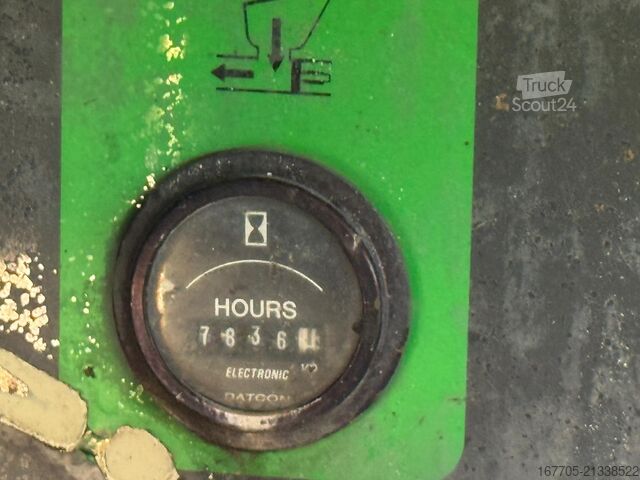 Truck
Scout24
HOURS
7836
ELECTRONIC
DATCON
167705-21338522